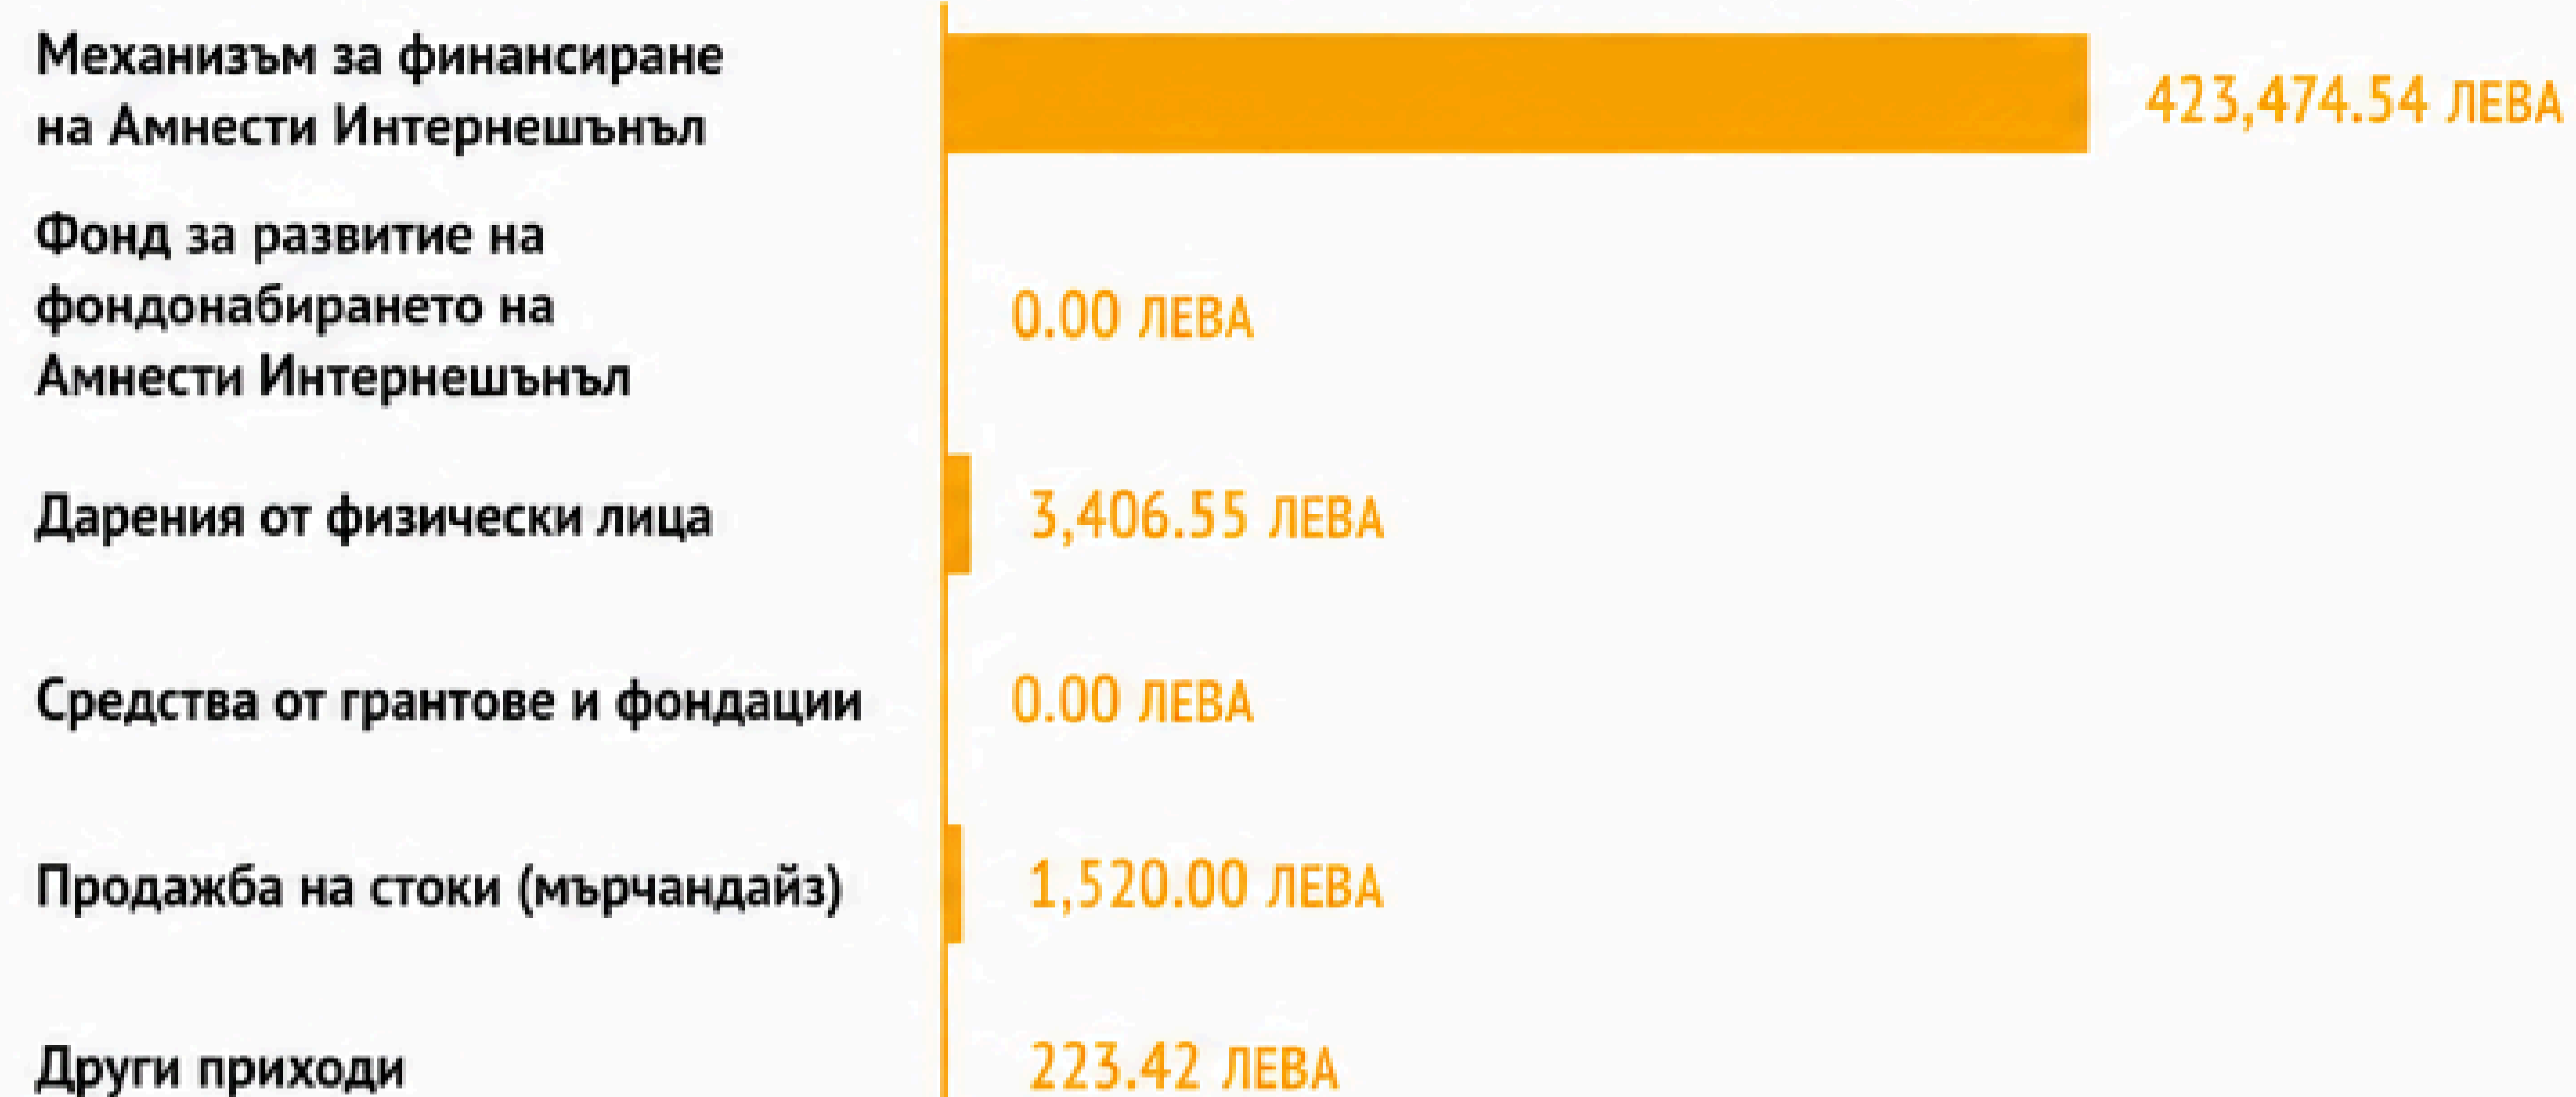 Механизъм за финансиране
на Амнести Интернешънъл
423,474.54 ЛЕВА
Фонд за развитие на
фондонабирането на
Амнести Интернешънъл
0.00 ЛЕВА
Дарения от физически лица
3,406.55 ЛЕВА
Средства от грантове и фондации
0.00 ЛЕВА
Продажба на стоки (мърчандайз)
1,520.00 ЛЕВА
Други приходи
223.42 ЛЕВА